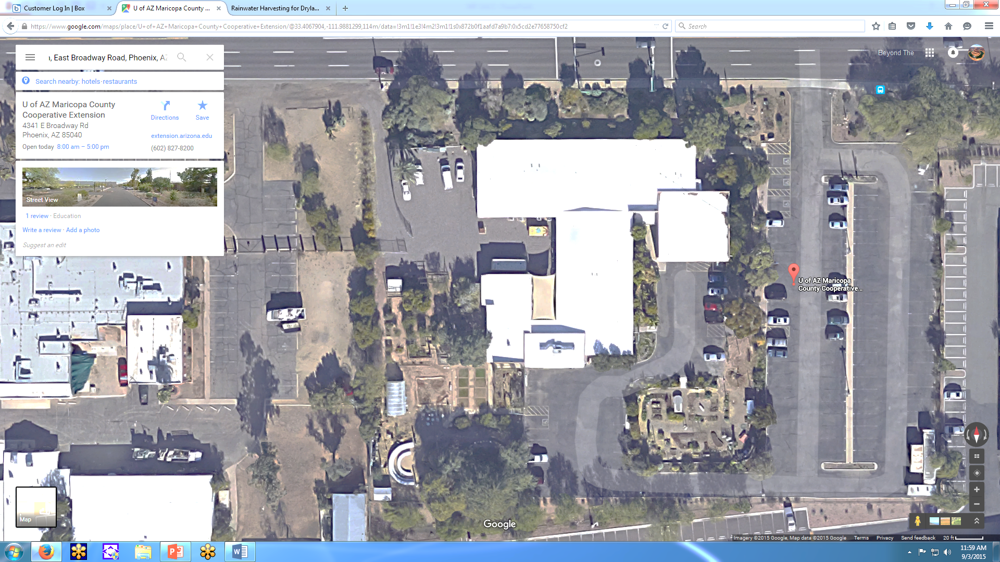 Customer Log In | Box
U of AZ Maricopa County ...
Rainwater Harvesting for Dryla...
https://www.google.com/maps/place/U+of+AZ+Maricopa+County+Cooperative+Extension/@33.4067904,-111.9881299,114m/data=!3m1!1e3!4m2!3m1!1s0x872b0f1aafd7a9b7:0x5cd2e77658750cf2
Search
, East Broadway Road, Phoenix, AZ
Beyond The
Search nearby: hotels · restaurants
U of AZ Maricopa County
Cooperative Extension
4341 E Broadway Rd
Phoenix, AZ 85040
Open today 8:00 am – 5:00 pm
Directions
Save
extension.arizona.edu
(602) 827-8200
Street View
1 review · Education
Write a review · Add a photo
Suggest an edit
U of AZ Maricopa
County Cooperative...
Map
Google
Imagery ©2015 Google, Map data ©2015 Google
Terms
Privacy
Send feedback
20 ft
11:59 AM
9/3/2015